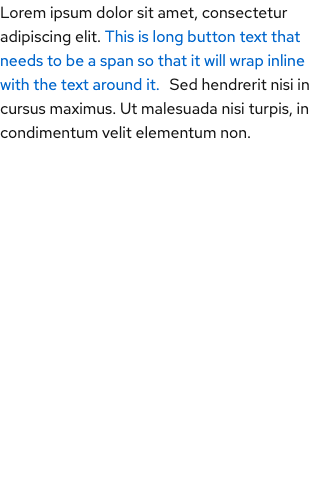 Lorem ipsum dolor sit amet, consectetur
adipiscing elit. This is long button text that
needs to be a span so that it will wrap inline
with the text around it. Sed hendrerit nisi in
cursus maximus. Ut malesuada nisi turpis, in
condimentum velit elementum non.